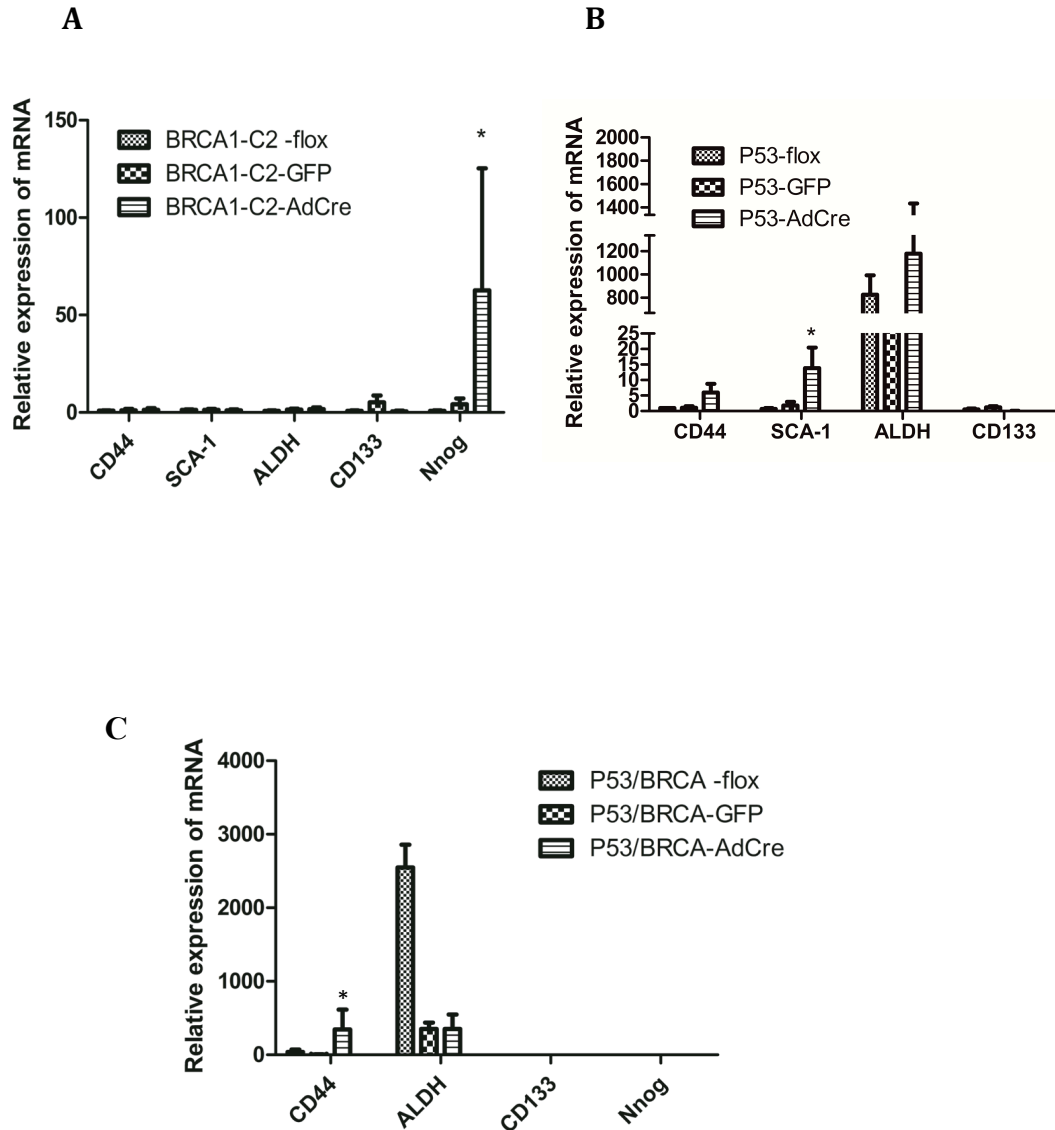 A
Relative expression of mRNA
150
100
50
0
BRCA1-C2 -flox
BRCA1-C2-GFP
BRCA1-C2-AdCre
*
CD44
SCA-1
ALDH
CD133
Nnog
B
Relative expression of mRNA
2000
1800
1600
1400
1200
1000
800
25
20
15
10
5
0
P53-flox
P53-GFP
P53-AdCre
*
CD44
SCA-1
ALDH
CD133
C
Relative expression of mRNA
4000
3000
2000
1000
0
P53/BRCA -flox
P53/BRCA-GFP
P53/BRCA-AdCre
*
CD44
ALDH
CD133
Nnog